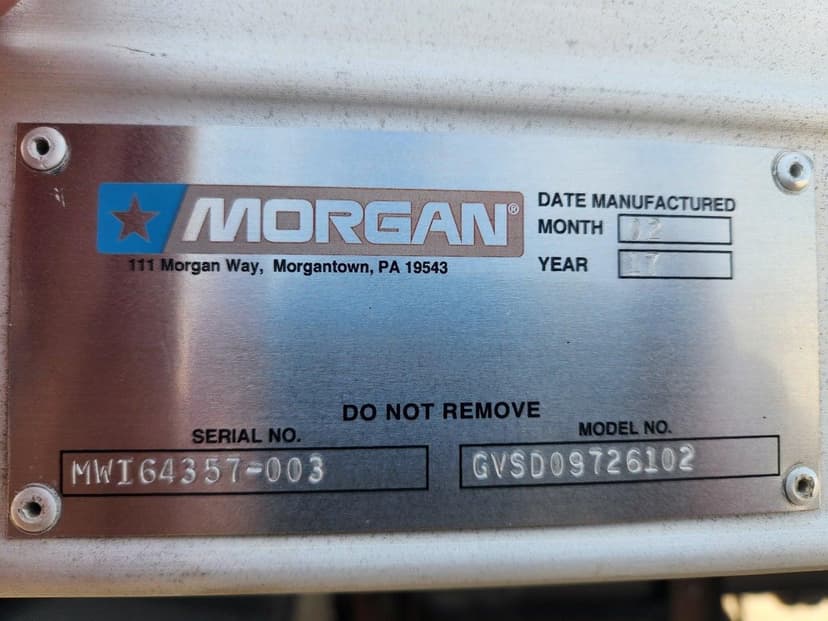 MORGAN®
111 Morgan Way, Morgantown, PA 19543
DATE MANUFACTURED
MONTH 12
YEAR 17
DO NOT REMOVE
SERIAL NO.
MWI64357-003
MODEL NO.
GVSD09726102